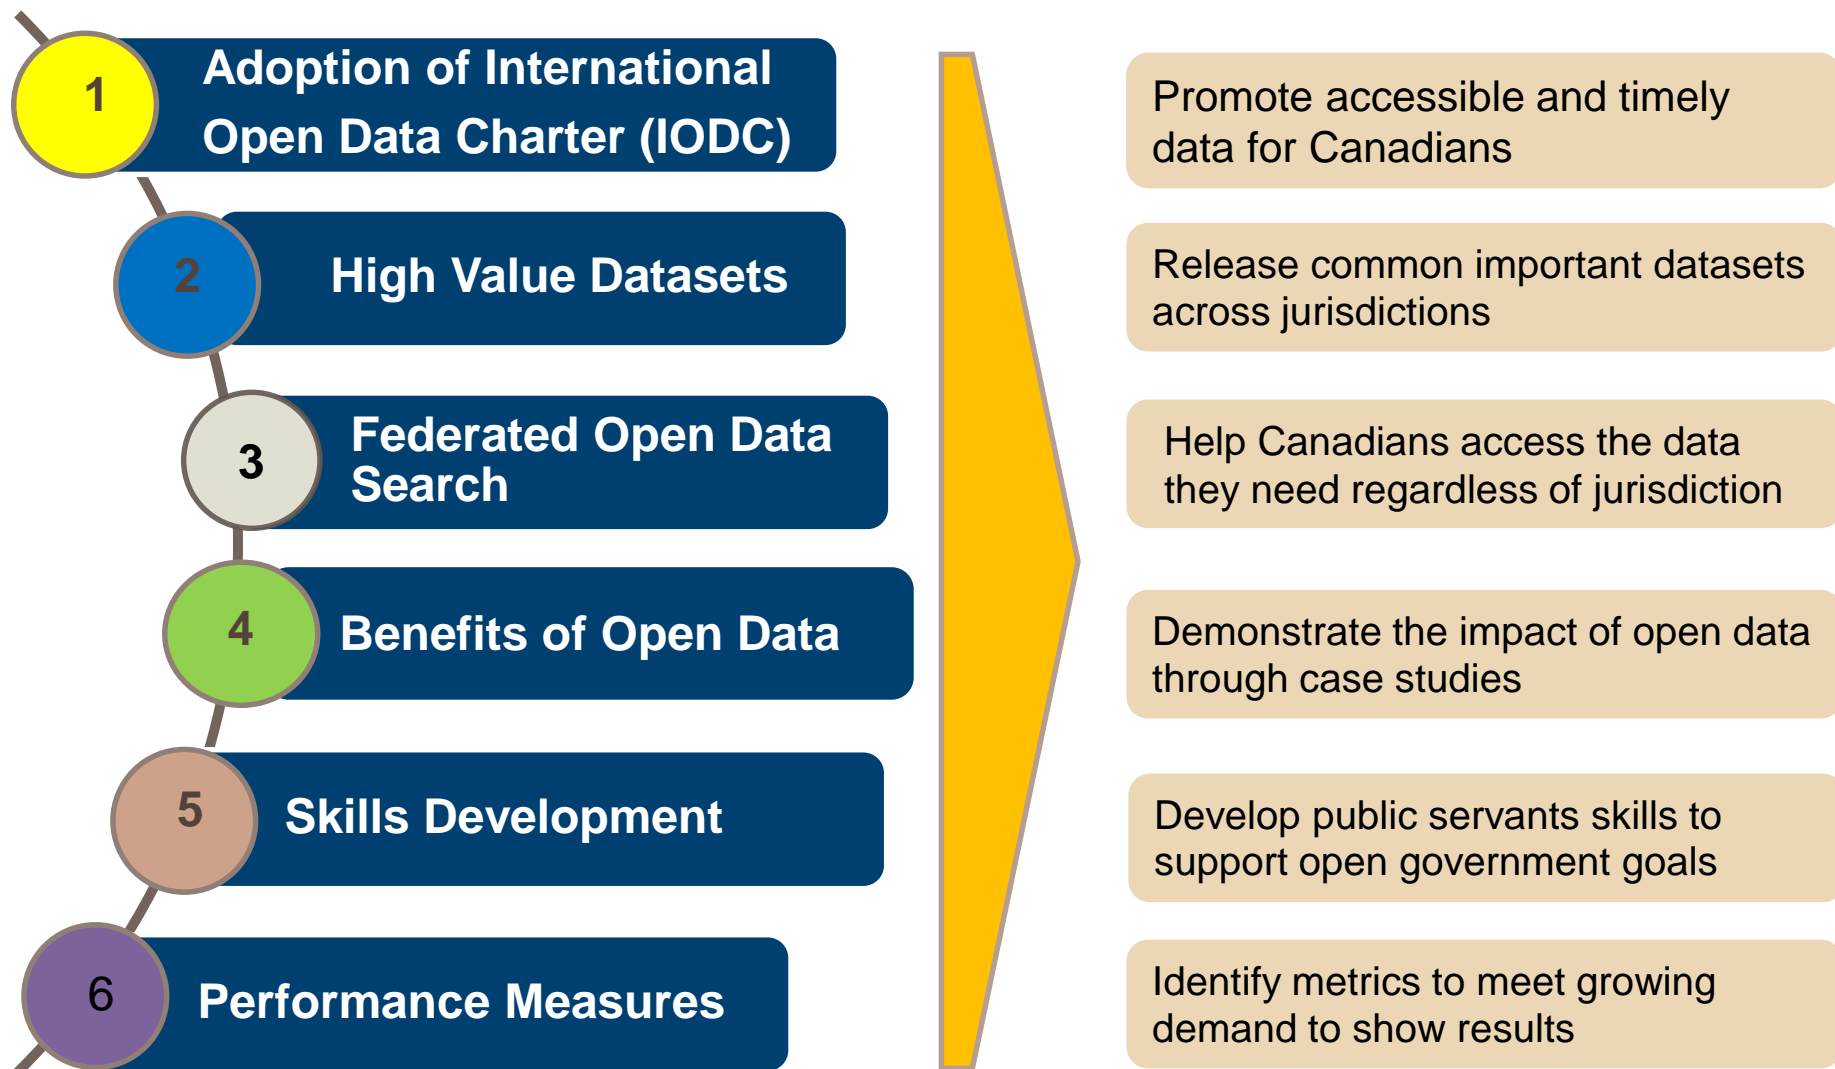 1
Adoption of International
Open Data Charter (IODC)
Promote accessible and timely
data for Canadians
2
High Value Datasets
Release common important datasets
across jurisdictions
3
Federated Open Data
Search
Help Canadians access the data
they need regardless of jurisdiction
4
Benefits of Open Data
Demonstrate the impact of open data
through case studies
5
Skills Development
Develop public servants skills to
support open government goals
6
Performance Measures
Identify metrics to meet growing
demand to show results